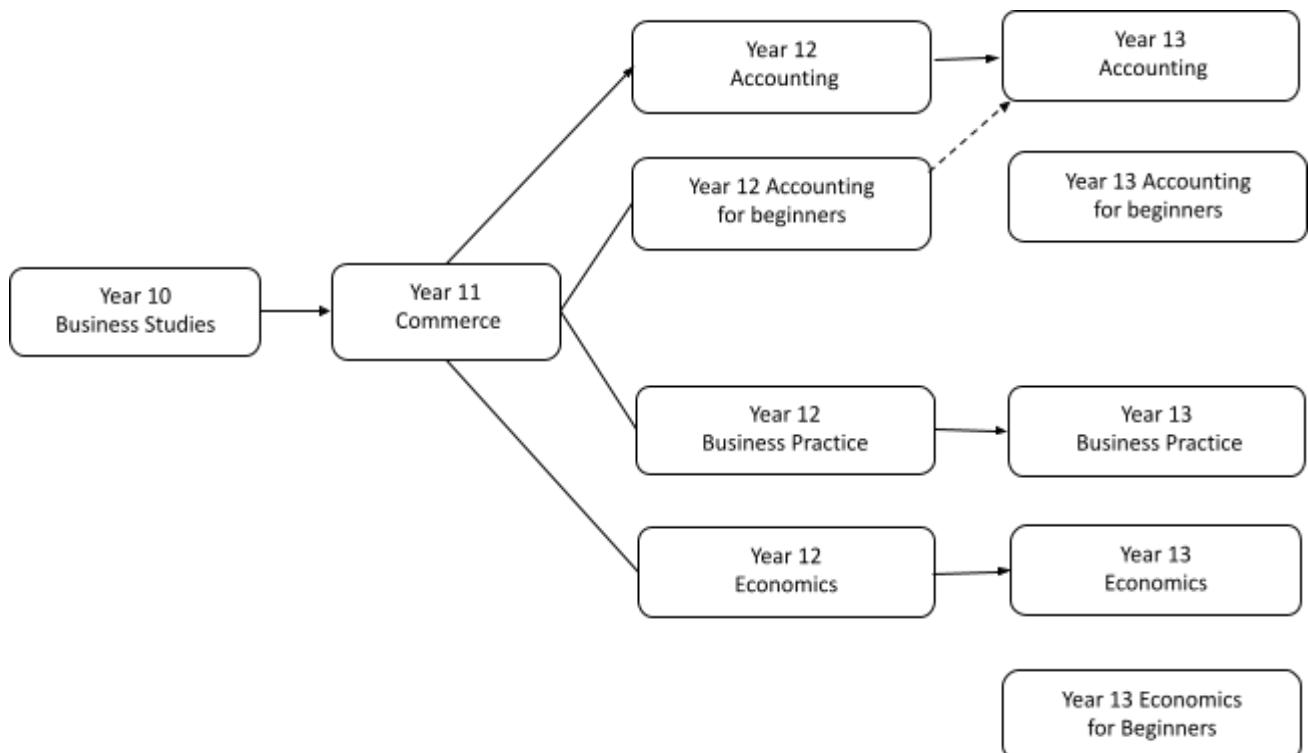 Year 12
Accounting
Year 13
Accounting
Year 12 Accounting
for beginners
Year 13 Accounting
for beginners
Year 10
Business Studies
Year 11
Commerce
Year 12
Business Practice
Year 13
Business Practice
Year 12
Economics
Year 13
Economics
Year 13 Economics
for Beginners